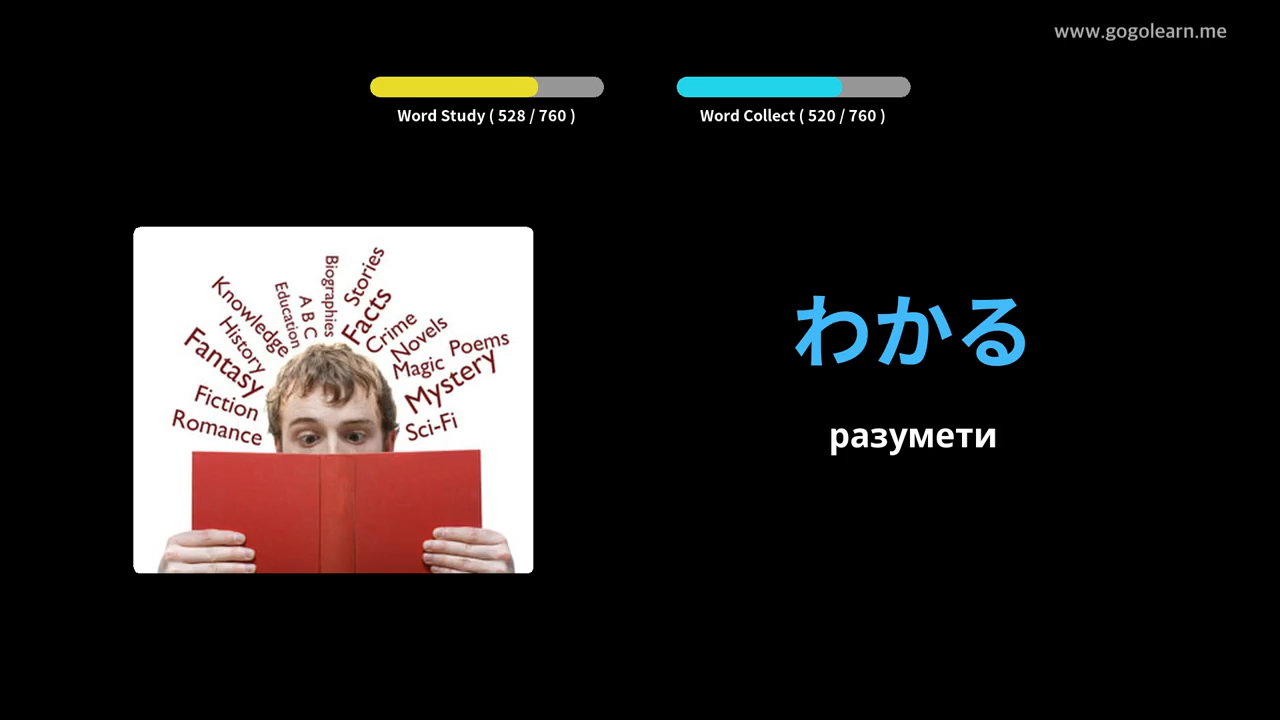 www.gogolearn.me
Word Study ( 528 / 760 )
Word Collect ( 520 / 760 )
Biographies
Stories
Knowledge
Education
A B C
Facts
Crime
History
Novels
Poems
Fantasy
Magic
Mystery
Fiction
Romance
Sci-Fi
わかる
разумети